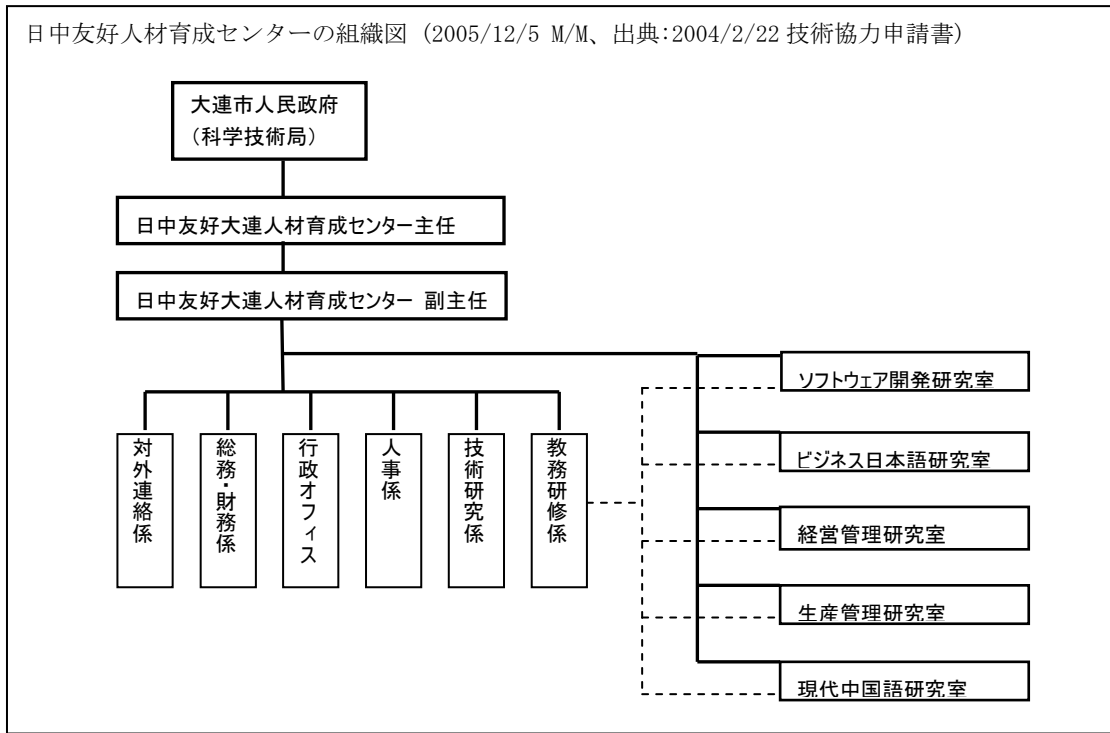 日中友好人材育成センターの組織図 (2005/12/5 M/M、出典:2004/2/22 技術協力申請書)
大連市人民政府
(科学技術局)
日中友好大連人材育成センター主任
日中友好大連人材育成センター 副主任
対外連絡係
総務・財務係
行政オフィス
人事係
技術研究係
教務研修係
ソフトウェア開発研究室
ビジネス日本語研究室
経営管理研究室
生産管理研究室
現代中国語研究室